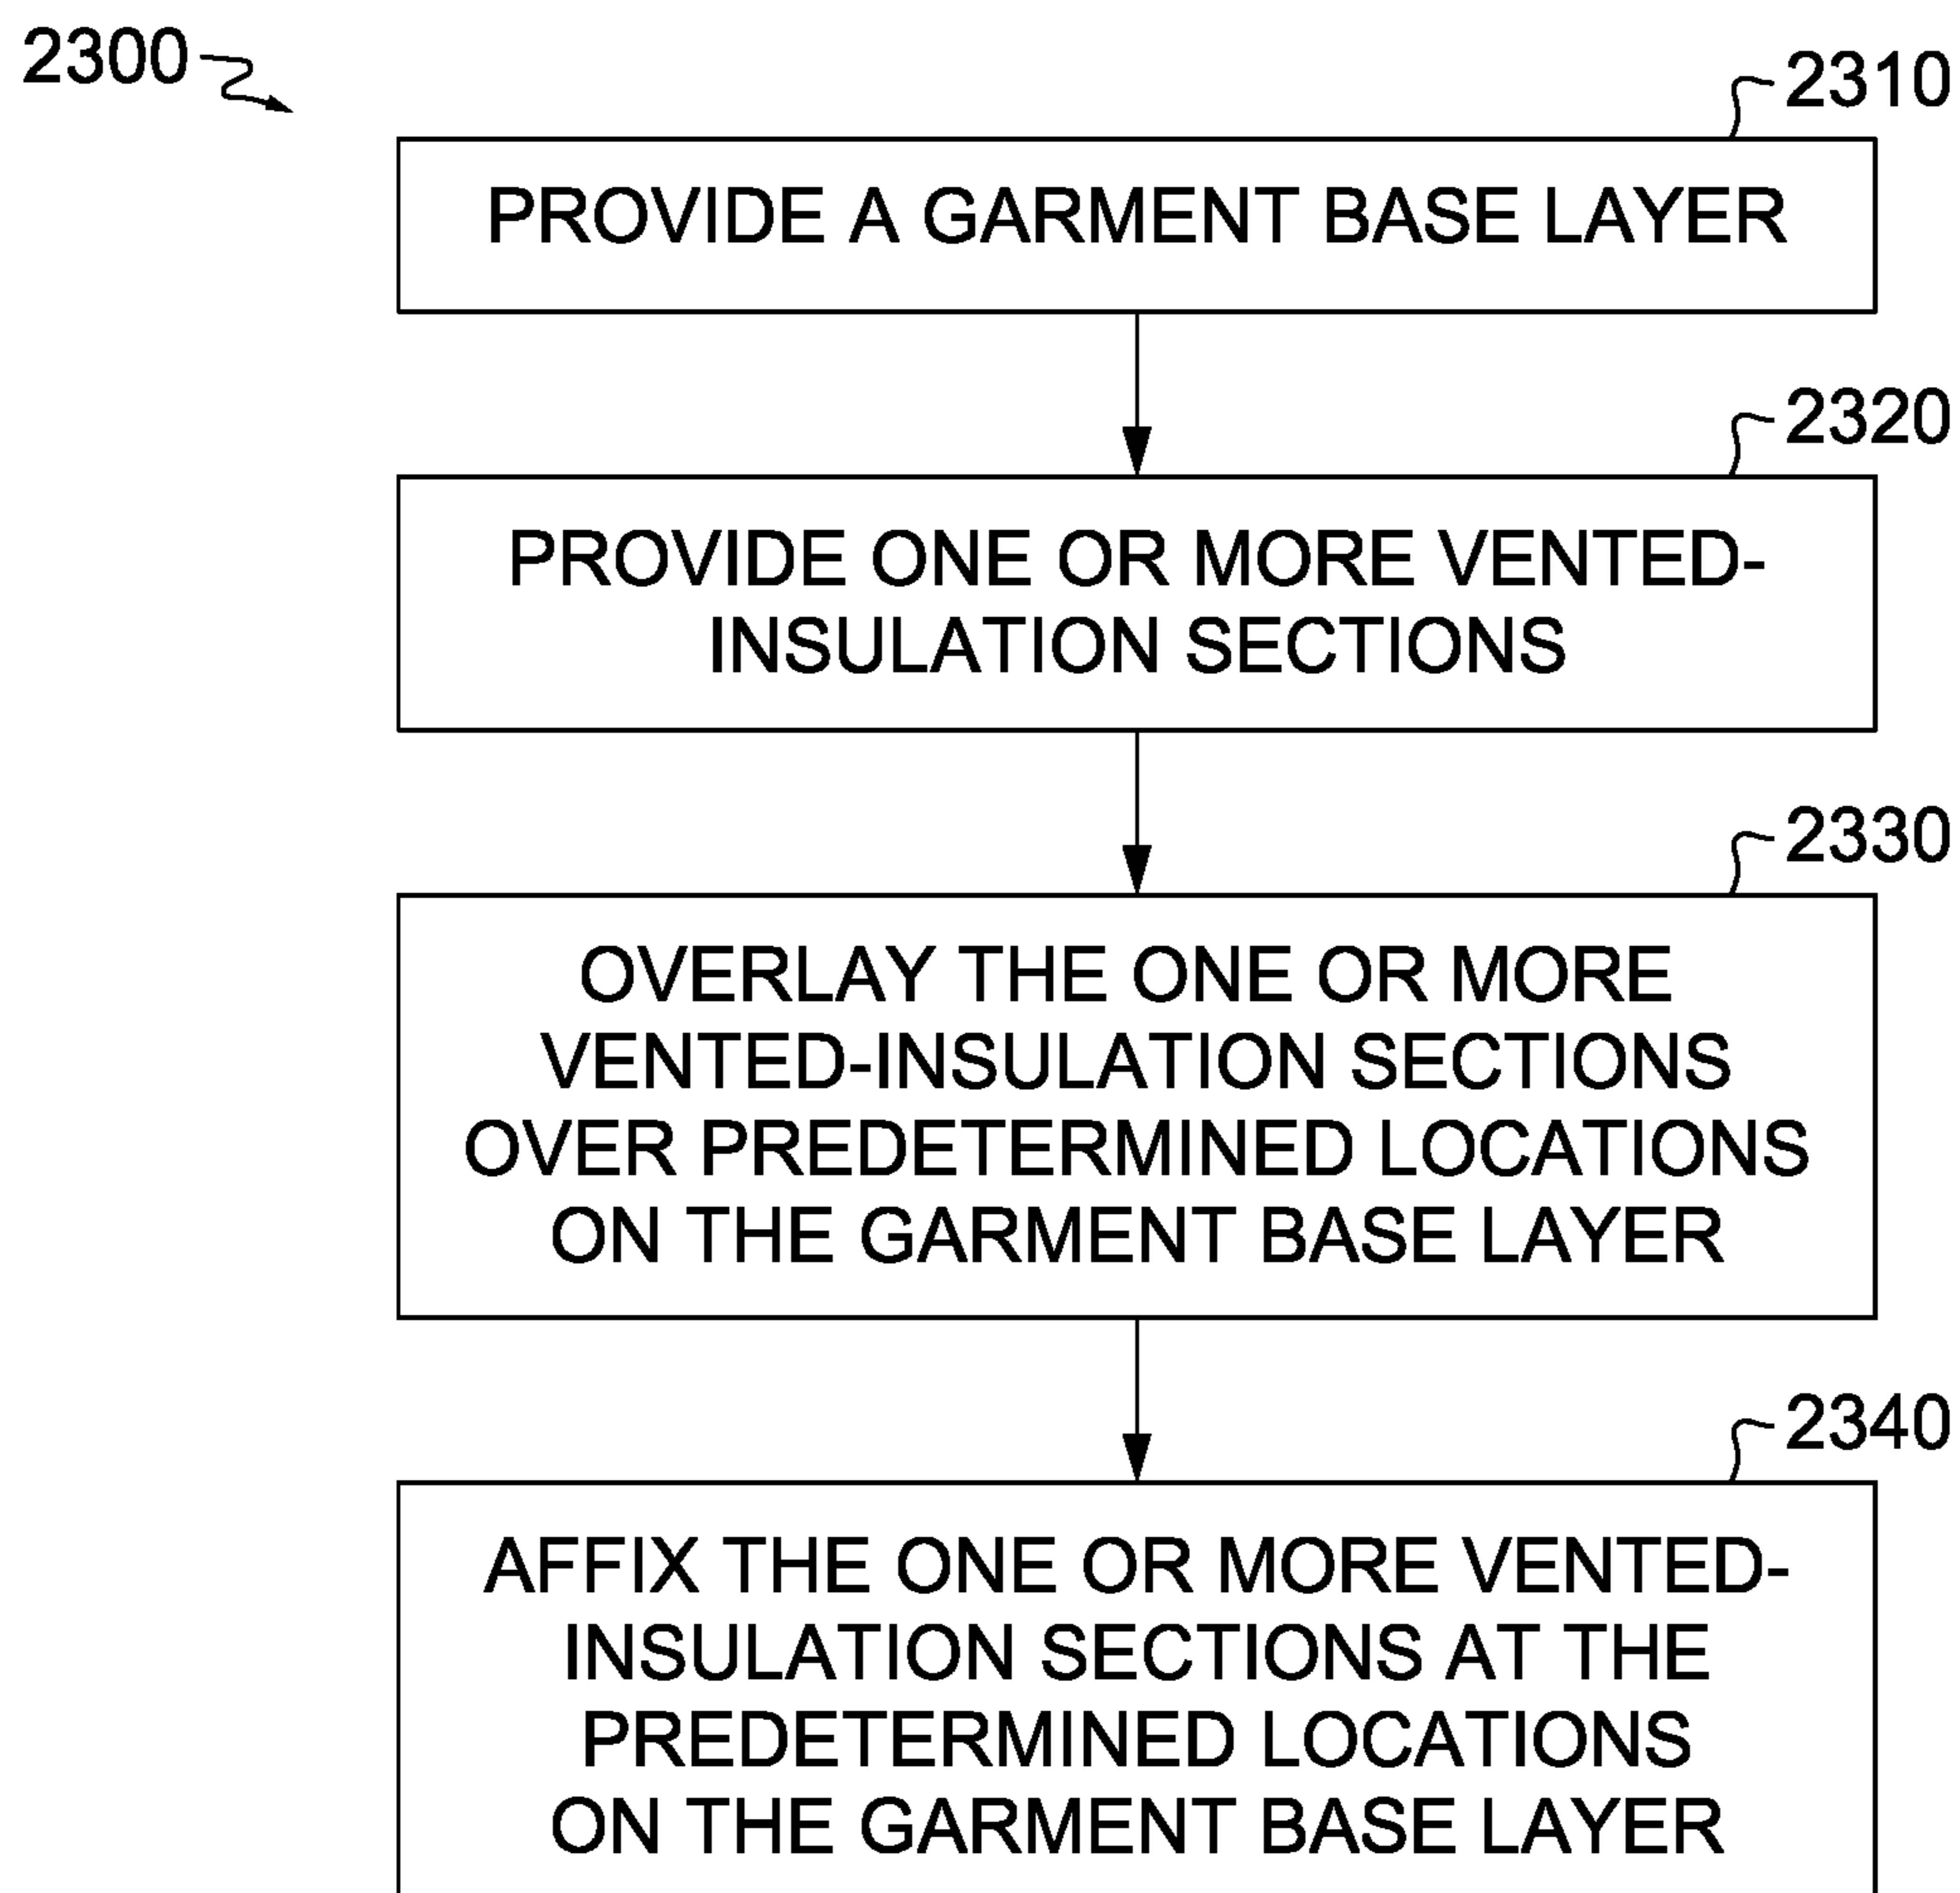 2300
2310
PROVIDE A GARMENT BASE LAYER
2320
PROVIDE ONE OR MORE VENTED-
INSULATION SECTIONS
2330
OVERLAY THE ONE OR MORE
VENTED-INSULATION SECTIONS
OVER PREDETERMINED LOCATIONS
ON THE GARMENT BASE LAYER
2340
AFFIX THE ONE OR MORE VENTED-
INSULATION SECTIONS AT THE
PREDETERMINED LOCATIONS
ON THE GARMENT BASE LAYER